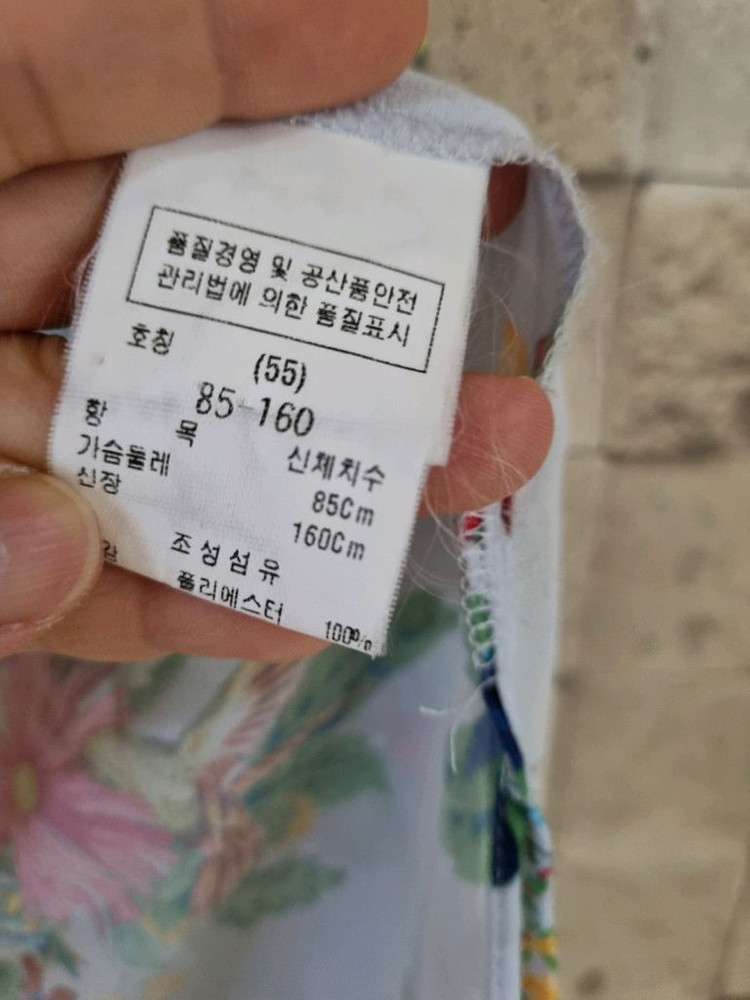 품질경영 및 공산품안전
관리법에 의한 품질표시
호칭
(55)
85-160
항 목 신체치수
가슴둘레 85Cm
신장 160Cm
감 조성섬유
폴리에스터 100%